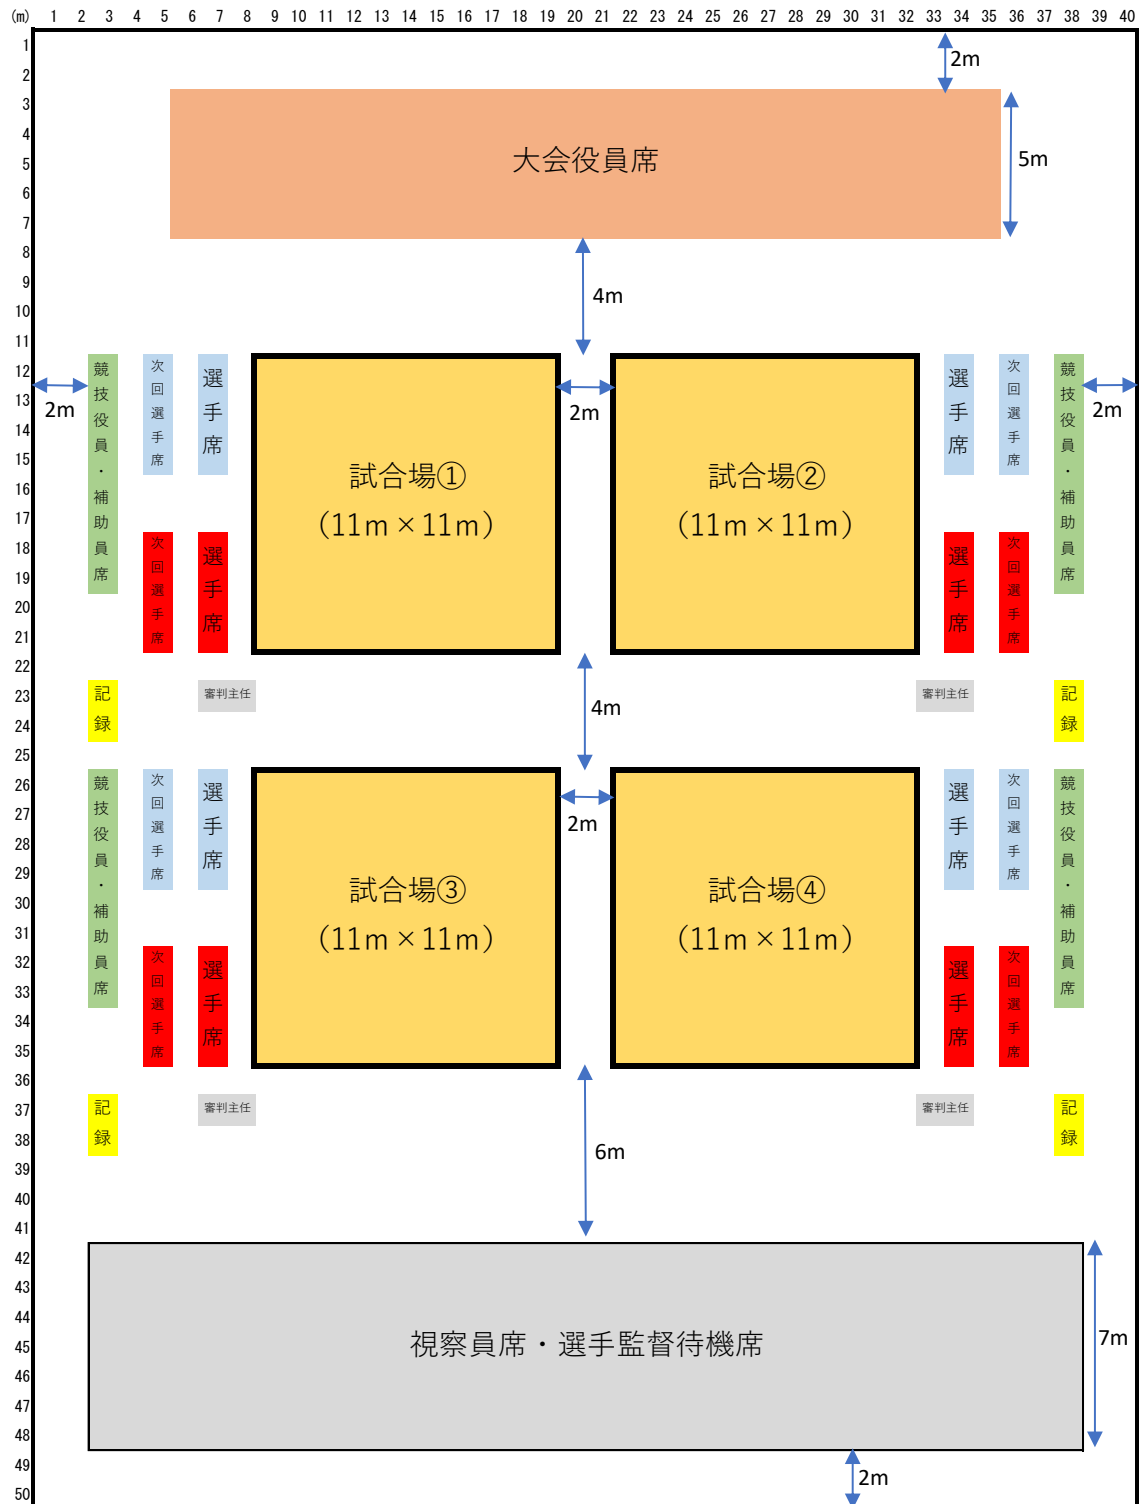 (m) 1 2 3 4 5 6 7 8 9 10 11 12 13 14 15 16 17 18 19 20 21 22 23 24 25 26 27 28 29 30 31 32 33 34 35 36 37 38 39 40
1
2m
2
3
4
大会役員席
5m
5
6
7
8
9
4m
10
11
12
13
14
15
16
17
18
19
20
21
22
23
24
25
26
27
28
29
30
31
32
33
34
35
36
37
38
39
40
41
42
43
44
45
46
47
48
49
50
2m
競技役員・補助員席
次回選手席
選手席
次回選手席
選手席
試合場①
(11m×11m)
2m
試合場②
(11m×11m)
選手席
次回選手席
選手席
次回選手席
競技役員・補助員席
2m
記録
審判主任
4m
審判主任
記録
競技役員・補助員席
次回選手席
選手席
次回選手席
選手席
試合場③
(11m×11m)
2m
試合場④
(11m×11m)
選手席
次回選手席
選手席
次回選手席
競技役員・補助員席
記録
審判主任
6m
審判主任
記録
視察員席・選手監督待機席
7m
2m